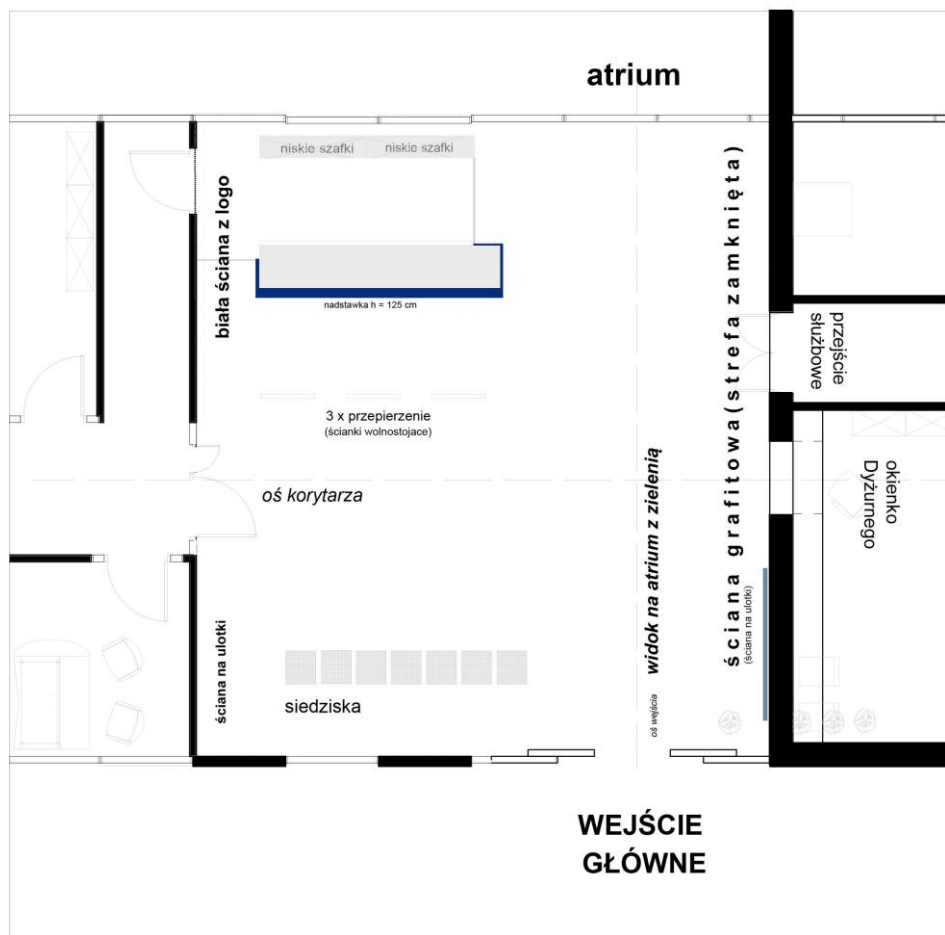 atrium
niskie szafki niskie szafki
biała ściana z logo
nadstawka h = 125 cm
3 x przepierzenie
(ścianki wolnostojace)
oś korytarza
ściana na ulotki
siedziska
oś wejścia widok na atrium z zielenią
ściana grafitowa(strefa zamknięta)
(ściana na ulotki)
przejście
służbowe
okienko
Dyżurnego
WEJŚCIE
GŁÓWNE